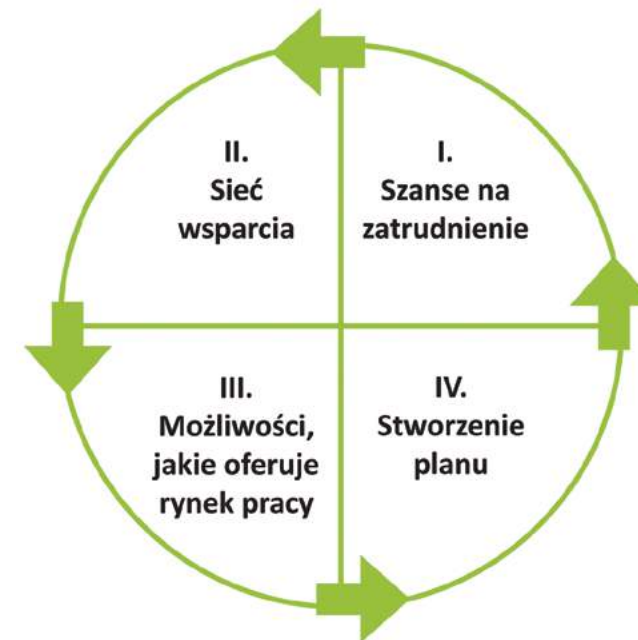 I.
Szanse na
zatrudnienie
II.
Sieć
wsparcia
III.
Możliwości,
jakie oferuje
rynek pracy
IV.
Stworzenie
planu